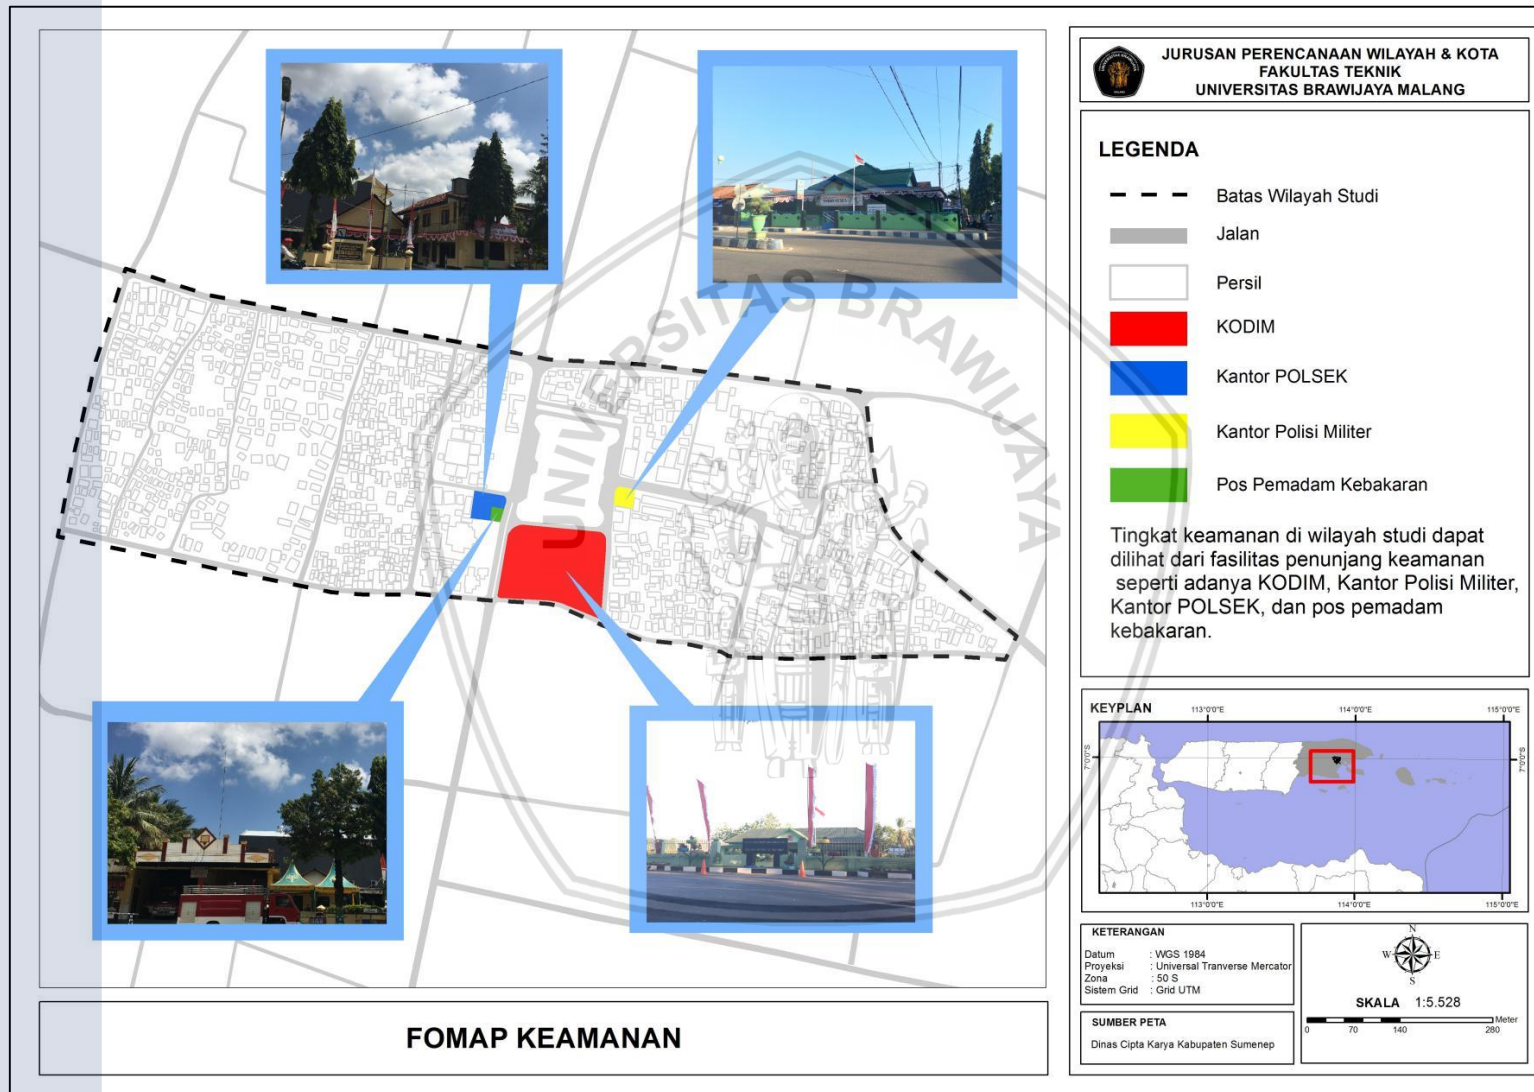 JURUSAN PERENCANAAN WILAYAH & KOTA
FAKULTAS TEKNIK
UNIVERSITAS BRAWIJAYA MALANG
LEGENDA
Batas Wilayah Studi
Jalan
Persil
KODIM
Kantor POLSEK
Kantor Polisi Militer
Pos Pemadam Kebakaran
Tingkat keamanan di wilayah studi dapat
dilihat dari fasilitas penunjang keamanan
seperti adanya KODIM, Kantor Polisi Militer,
Kantor POLSEK, dan pos pemadam
kebakaran.
KEYPLAN
113°0'0"E 114°0'0"E 115°0'0"E
7°0'0"S 7°0'0"S
113°0'0"E 114°0'0"E 115°0'0"E
KETERANGAN
Datum : WGS 1984
Proyeksi : Universal Tranverse Mercator
Zona : 50 S
Sistem Grid : Grid UTM
SUMBER PETA
Dinas Cipta Karya Kabupaten Sumenep
N
W E
S
SKALA 1:5.528
Meter
0 70 140 280
FOMAP KEAMANAN
UNIVERSITAS BRAWIJAYA